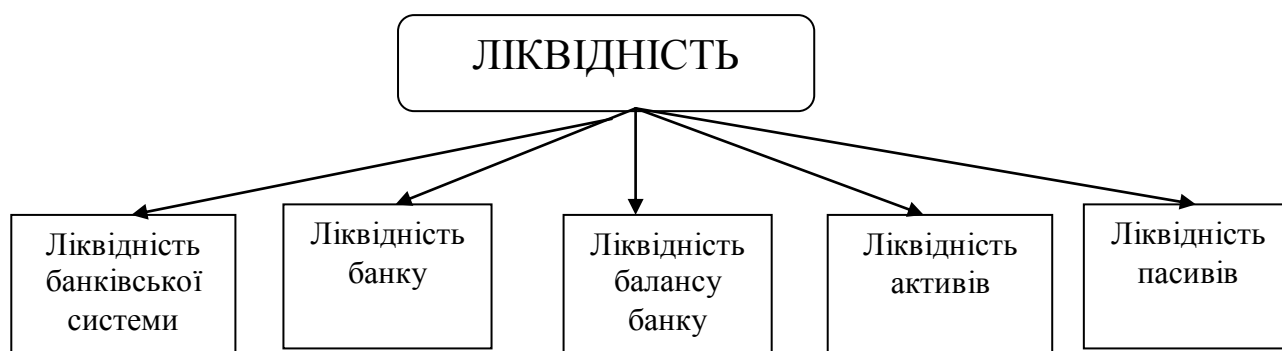 ЛІКВІДНІСТЬ
Ліквідність
банківської
системи
Ліквідність
банку
Ліквідність
балансу
банку
Ліквідність
активів
Ліквідність
пасивів